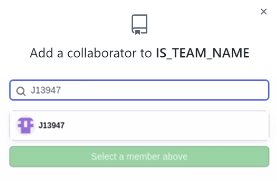 Add a collaborator to IS_TEAM_NAME
J13947
J13947
Select a member above